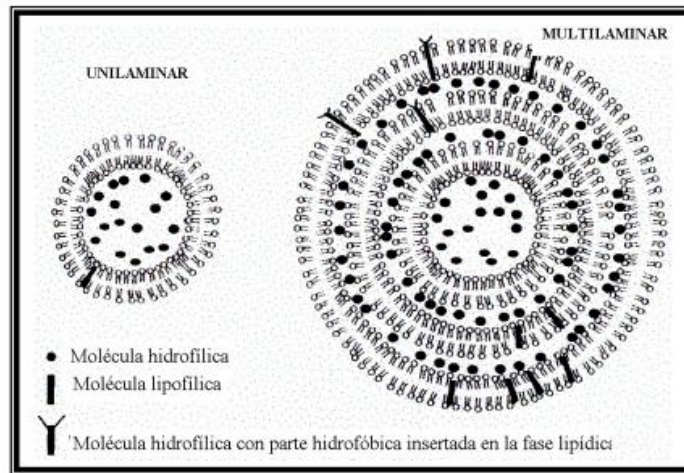 MULTILAMINAR
UNILAMINAR
Molécula hidrofílica
Molécula lipofílica
'Molécula hidrofílica con parte hidrofóbica insertada en la fase lipídica